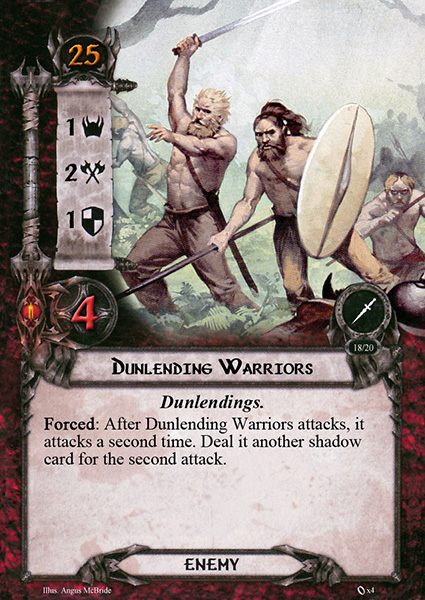 25
1
2
1
4
18/20
Dunlending Warriors
Dunlendings.
Forced: After Dunlending Warriors attacks, it
attacks a second time. Deal it another shadow
card for the second attack.
ENEMY
Illus. Angus McBride
x4